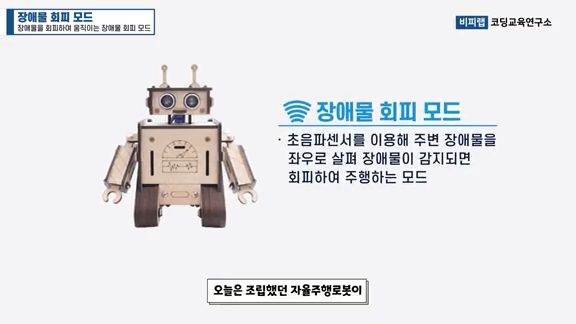 장애물 회피 모드
장애물을 회피하여 움직이는 장애물 회피 모드
비피랩 코딩교육연구소
장애물 회피 모드
· 초음파센서를 이용해 주변 장애물을
좌우로 살펴 장애물이 감지되면
회피하여 주행하는 모드
오늘은 조립했던 자율주행로봇이